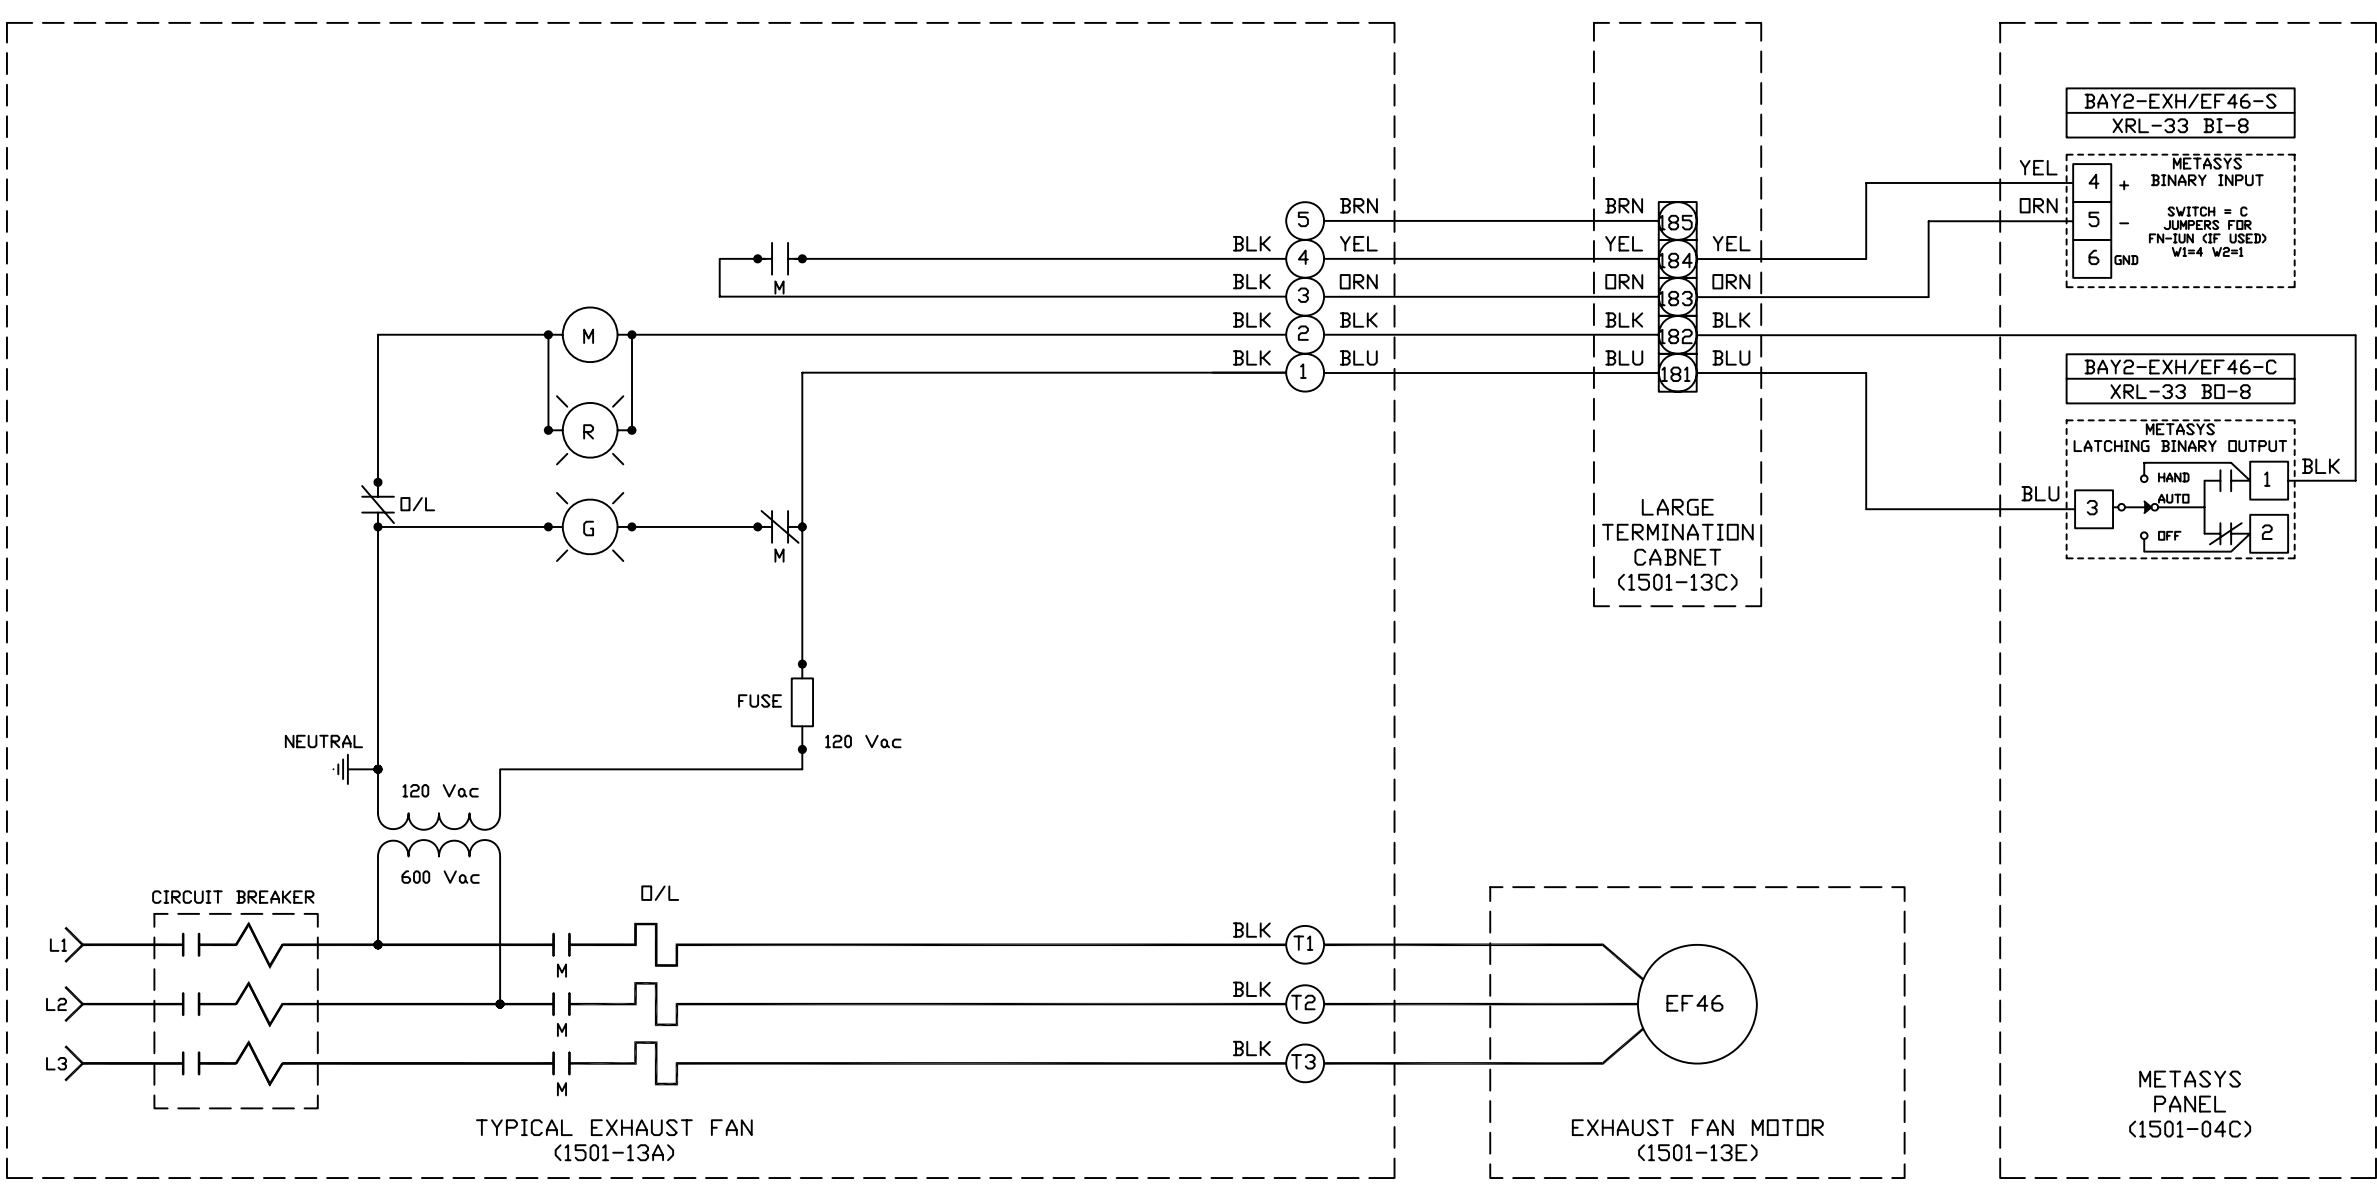 BAY2-EXH/EF46-S
XRL-33 BI-8
METASYS
BINARY INPUT
SWITCH = C
JUMPERS FOR
FN-IUN (IF USED)
W1=4 W2=1
YEL 4 +
ORN 5 -
6 GND
5 BRN BRN 185
BLK 4 YEL YEL 184 YEL
M
BLK 3 ORN ORN 183 ORN
M BLK 2 BLK BLK 182 BLK
BLK 1 BLU BLU 181 BLU
R
BAY2-EXH/EF46-C
XRL-33 BO-8
METASYS
LATCHING BINARY OUTPUT
HAND 1 BLK
BLU 3 AUTO
OFF 2
O/L
G
M
LARGE
TERMINATION
CABNET
(1501-13C)
FUSE
NEUTRAL
120 Vac
120 Vac
600 Vac
CIRCUIT BREAKER
O/L
L1 M BLK T1
L2 M BLK T2
L3 M BLK T3
EF46
TYPICAL EXHAUST FAN
(1501-13A)
EXHAUST FAN MOTOR
(1501-13E)
METASYS
PANEL
(1501-04C)